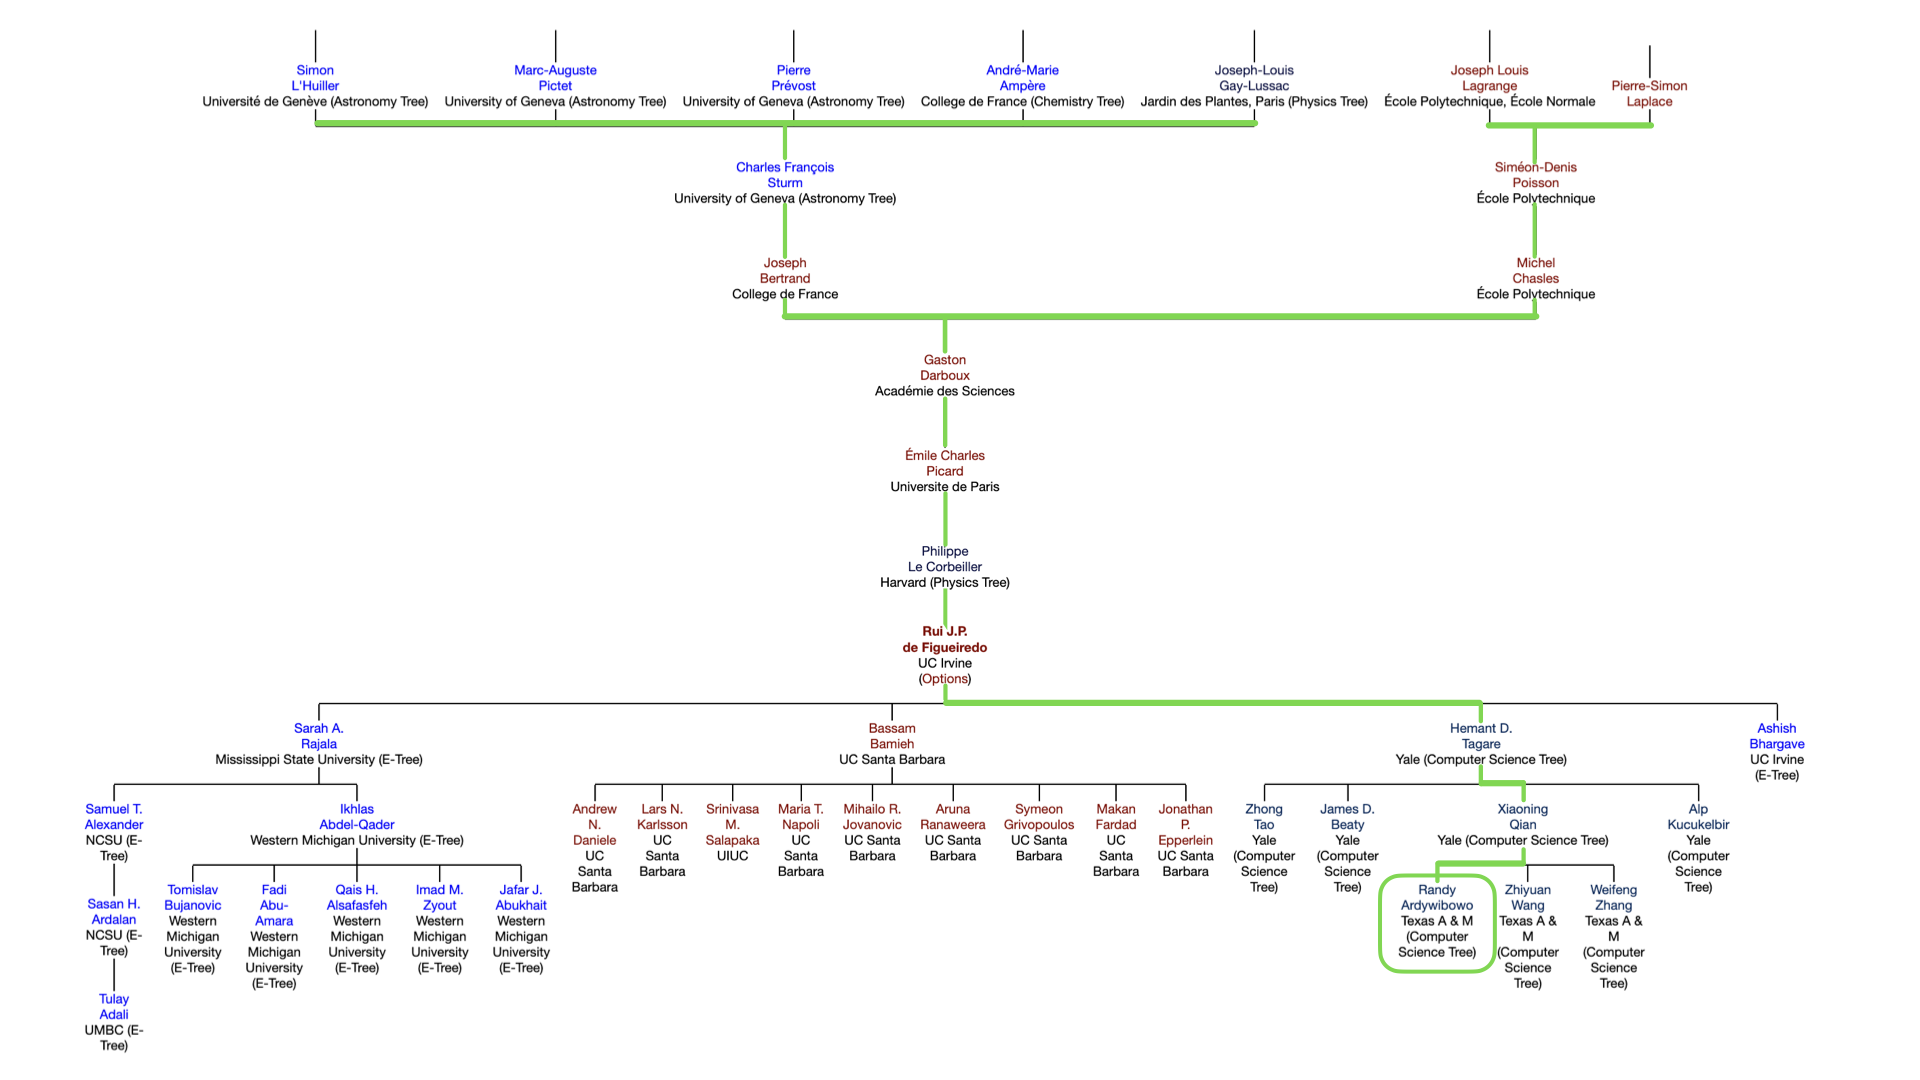 Simon
L'Huiller
Université de Genève (Astronomy Tree)
Marc-Auguste
Pictet
University of Geneva (Astronomy Tree)
Pierre
Prévost
University of Geneva (Astronomy Tree)
André-Marie
Ampère
College de France (Chemistry Tree)
Joseph-Louis
Gay-Lussac
Jardin des Plantes, Paris (Physics Tree)
Joseph Louis
Lagrange
École Polytechnique, École Normale
Pierre-Simon
Laplace
Charles François
Sturm
University of Geneva (Astronomy Tree)
Siméon-Denis
Poisson
École Polytechnique
Joseph
Bertrand
College de France
Michel
Chasles
École Polytechnique
Gaston
Darboux
Académie des Sciences
Émile Charles
Picard
Universite de Paris
Philippe
Le Corbeiller
Harvard (Physics Tree)
Rui J.P.
de Figueiredo
UC Irvine
(Options)
Sarah A.
Rajala
Mississippi State University (E-Tree)
Bassam
Bamieh
UC Santa Barbara
Hemant D.
Tagare
Yale (Computer Science Tree)
Ashish
Bhargave
UC Irvine
(E-Tree)
Samuel T.
Alexander
NCSU (E-
Tree)
Ikhlas
Abdel-Qader
Western Michigan University (E-Tree)
Andrew
N.
Daniele
UC
Santa
Barbara
Lars N.
Karlsson
UC
Santa
Barbara
Srinivasa
M.
Salapaka
UIUC
Maria T.
Napoli
UC
Santa
Barbara
Mihailo R.
Jovanovic
UC Santa
Barbara
Aruna
Ranaweera
UC Santa
Barbara
Symeon
Grivopoulos
UC Santa
Barbara
Makan
Fardad
UC
Santa
Barbara
Jonathan
P.
Epperlein
UC Santa
Barbara
Zhong
Tao
Yale
(Computer
Science
Tree)
James D.
Beaty
Yale
(Computer
Science
Tree)
Xiaoning
Qian
Yale (Computer Science Tree)
Alp
Kucukelbir
Yale
(Computer
Science
Tree)
Sasan H.
Ardalan
NCSU (E-
Tree)
Tomislav
Bujanovic
Western
Michigan
University
(E-Tree)
Fadi
Abu-
Amara
Western
Michigan
University
(E-Tree)
Qais H.
Alsafasfeh
Western
Michigan
University
(E-Tree)
Imad M.
Zyout
Western
Michigan
University
(E-Tree)
Jafar J.
Abukhait
Western
Michigan
University
(E-Tree)
Randy
Ardywibowo
Texas A & M
(Computer
Science Tree)
Zhiyuan
Wang
Texas A &
M
(Computer
Science
Tree)
Weifeng
Zhang
Texas A &
M
(Computer
Science
Tree)
Tulay
Adali
UMBC (E-
Tree)